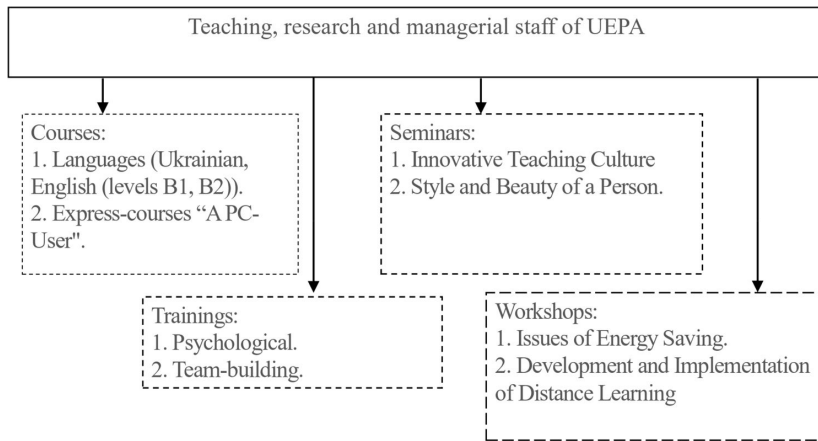 Teaching, research and managerial staff of UEPA
Courses:
1. Languages (Ukrainian,
English (levels B1, B2)).
2. Express-courses “A PC-
User".
Seminars:
1. Innovative Teaching Culture
2. Style and Beauty of a Person.
Trainings:
1. Psychological.
2. Team-building.
Workshops:
1. Issues of Energy Saving.
2. Development and Implementation
of Distance Learning